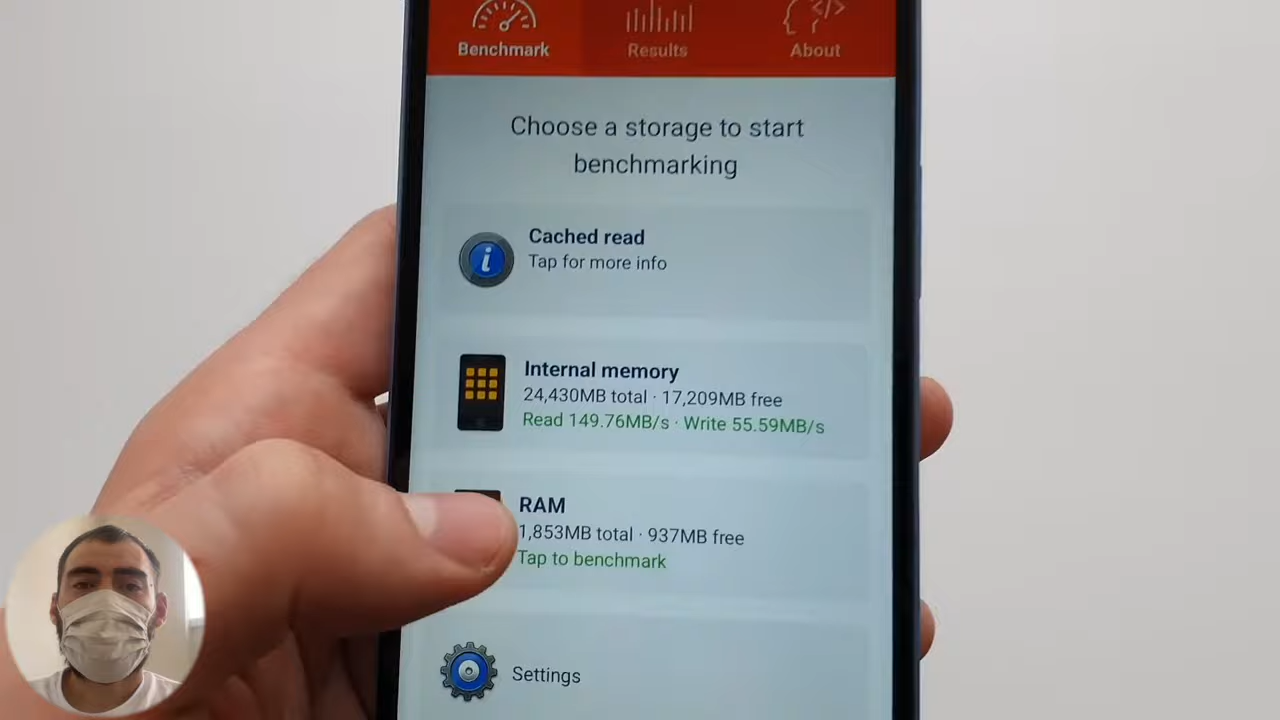 Benchmark
Results
About
Choose a storage to start
benchmarking
Cached read
Tap for more info
Internal memory
24,430MB total · 17,209MB free
Read 149.76MB/s · Write 55.59MB/s
RAM
1,853MB total · 937MB free
Tap to benchmark
Settings